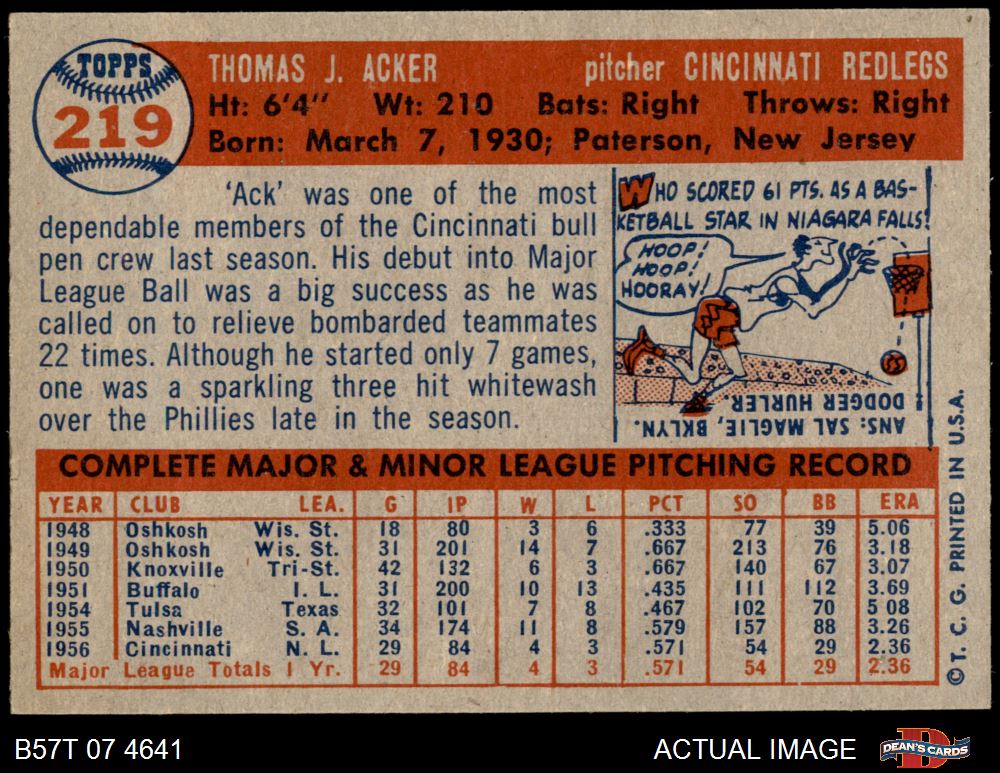 TOPPS
219
THOMAS J. ACKER pitcher CINCINNATI REDLEGS
Ht: 6'4" Wt: 210 Bats: Right Throws: Right
Born: March 7, 1930; Paterson, New Jersey
'Ack' was one of the most
dependable members of the Cincinnati bull
pen crew last season. His debut into Major
League Ball was a big success as he was
called on to relieve bombarded teammates
22 times. Although he started only 7 games,
one was a sparkling three hit whitewash
over the Phillies late in the season.
WHO SCORED 61 PTS. AS A BAS-
KETBALL STAR IN NIAGARA FALLS?
HOOP!
HOOP!
HOORAY!
ANS: SAL MAGLIE, BKLYN.
DODGER HURLER
COMPLETE MAJOR & MINOR LEAGUE PITCHING RECORD
YEAR CLUB LEA. G IP W L PCT SO BB ERA
1948 Oshkosh Wis. St. 18 80 3 6 .333 77 39 5.06
1949 Oshkosh Wis. St. 31 201 14 7 .667 213 76 3.18
1950 Knoxville Tri-St. 42 132 6 3 .667 140 67 3.07
1951 Buffalo I. L. 31 200 10 13 .435 111 112 3.69
1954 Tulsa Texas 32 101 7 8 .467 102 70 5 08
1955 Nashville S. A. 34 174 11 8 .579 157 88 3.26
1956 Cincinnati N. L. 29 84 4 3 .571 54 29 2.36
Major League Totals 1 Yr. 29 84 4 3 .571 54 29 2.36
©T. C. G. PRINTED IN U.S.A.
B57T 07 4641 ACTUAL IMAGE
DEAN'S CARDS